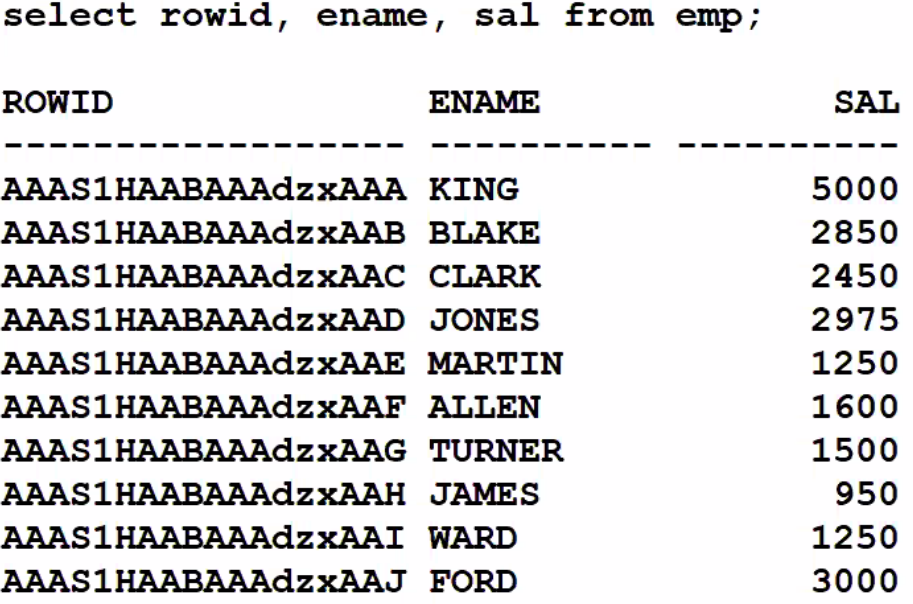 select rowid, ename, sal from emp;
ROWID ENAME SAL
------------------ ---------- ----------
AAAS1HAABAAAdzxAAA KING 5000
AAAS1HAABAAAdzxAAB BLAKE 2850
AAAS1HAABAAAdzxAAC CLARK 2450
AAAS1HAABAAAdzxAAD JONES 2975
AAAS1HAABAAAdzxAAE MARTIN 1250
AAAS1HAABAAAdzxAAF ALLEN 1600
AAAS1HAABAAAdzxAAG TURNER 1500
AAAS1HAABAAAdzxAAH JAMES 950
AAAS1HAABAAAdzxAAI WARD 1250
AAAS1HAABAAAdzxAAJ FORD 3000